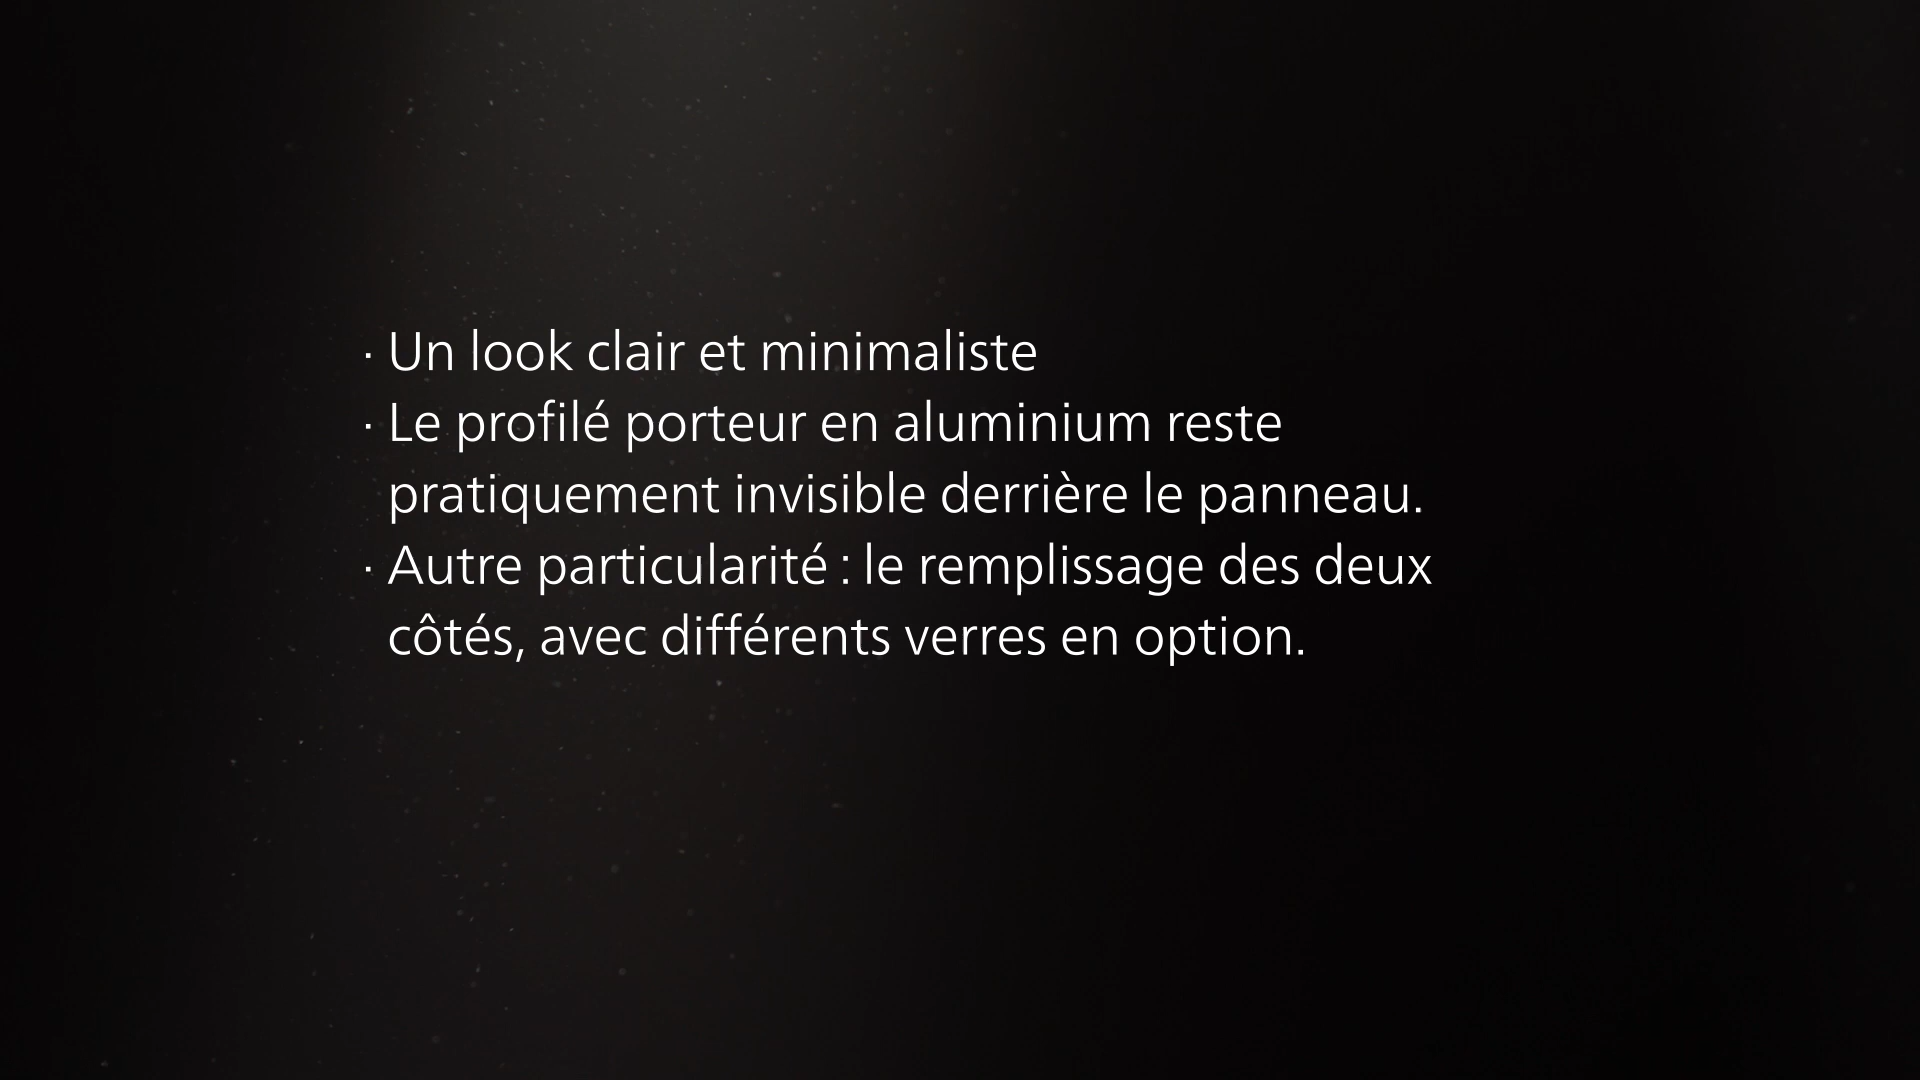 · Un look clair et minimaliste
· Le profilé porteur en aluminium reste
pratiquement invisible derrière le panneau.
· Autre particularité : le remplissage des deux
côtés, avec différents verres en option.